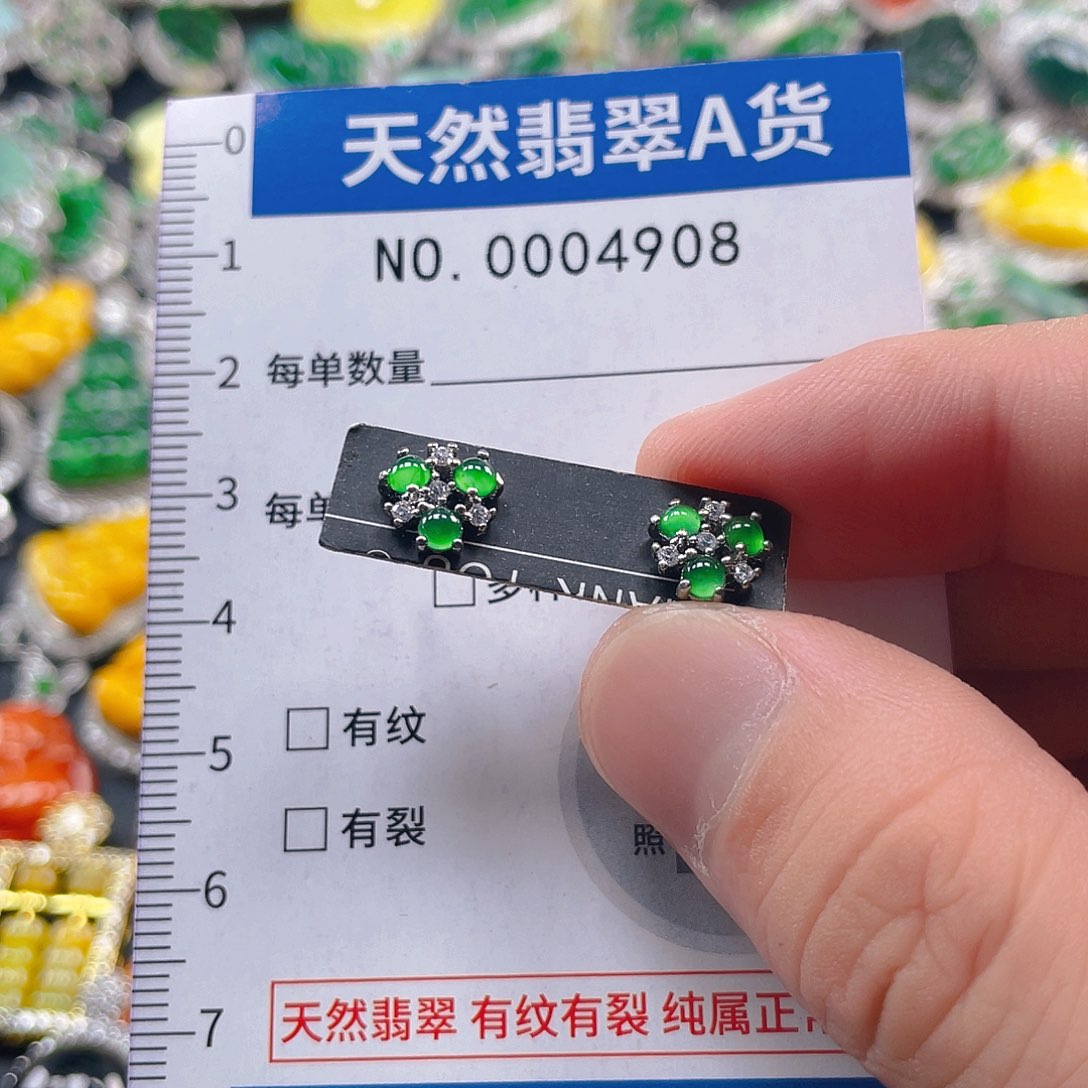 天然翡翠A货
0
NO. 0004908
1
2 每单数量
3 每单
4
□ 多
5 □ 有纹
□ 有裂
照
6
7 天然翡翠 有纹有裂 纯属正常